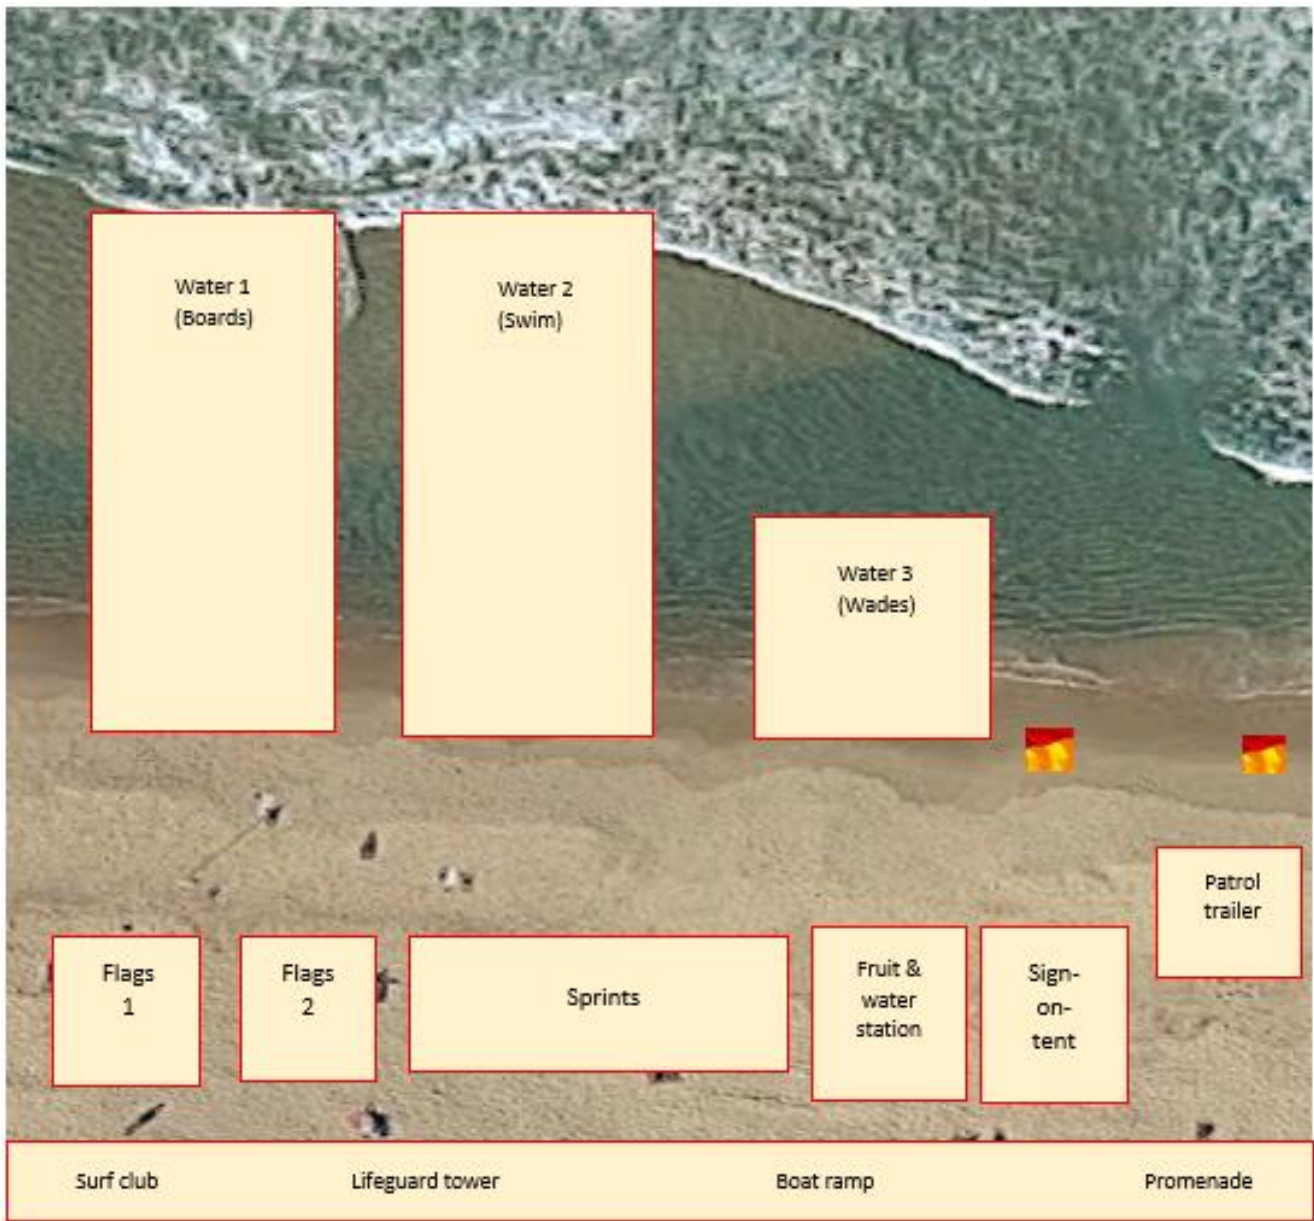 Water 1
(Boards)
Water 2
(Swim)
Water 3
(Wades)
Patrol
trailer
Flags
1
Flags
2
Sprints
Fruit &
water
station
Sign-
on-
tent
Surf club
Lifeguard tower
Boat ramp
Promenade